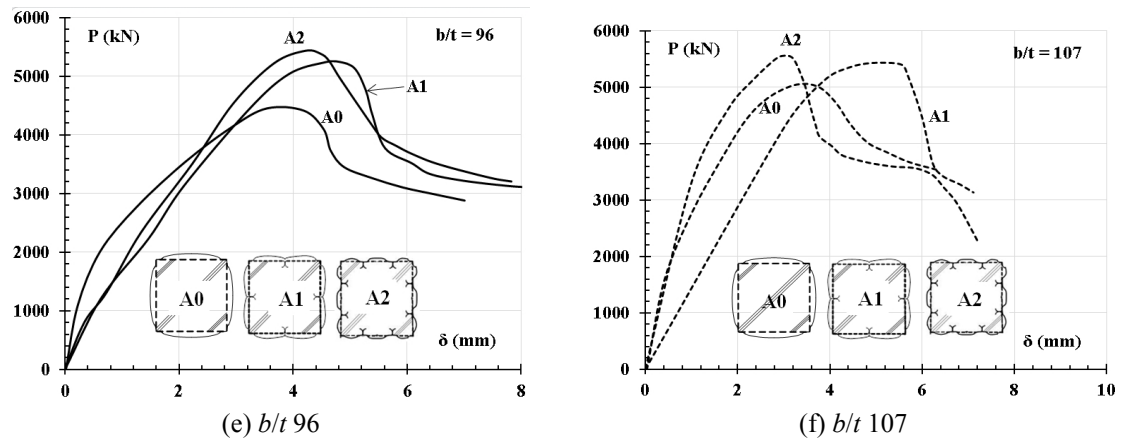 6000
P (kN)
A2
b/t = 96
5000
A1
A0
4000
3000
2000
A0
A1
A2
1000
δ (mm)
0
0 2 4 6 8
(e) b/t 96
6000
P (kN)
A2
b/t = 107
5000
A0
A1
4000
3000
2000
A0
A1
A2
1000
δ (mm)
0
0 2 4 6 8 10
(f) b/t 107